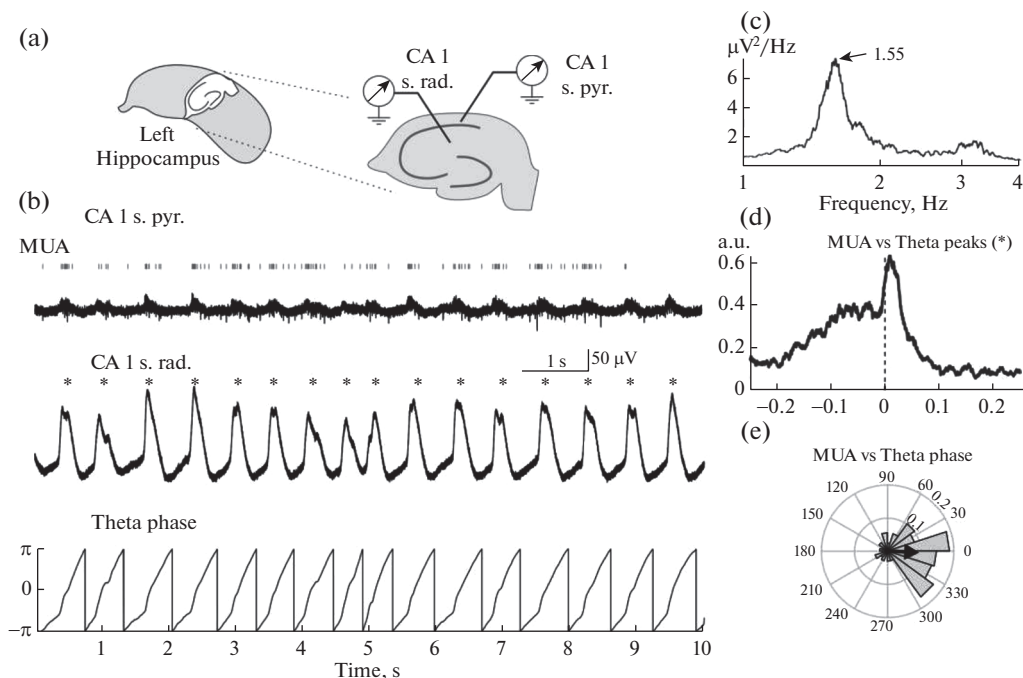 (a)
CA 1
s. rad.
CA 1
s. pyr.
Left
Hippocampus
(b)
CA 1 s. pyr.
MUA
CA 1 s. rad.
1 s
50 μV
* * * * * * * * * * * * * * *
Theta phase
π
0
−π
1 2 3 4 5 6 7 8 9 10
Time, s
(c)
μV²/Hz
1.55
6
4
2
1 2 3 4
Frequency, Hz
(d)
a.u.
MUA vs Theta peaks (*)
0.6
0.4
0.2
0
−0.2 −0.1 0 0.1 0.2
(e)
MUA vs Theta phase
90
120 60
0.2
150 30
0.1
180 0
210 330
240 300
270